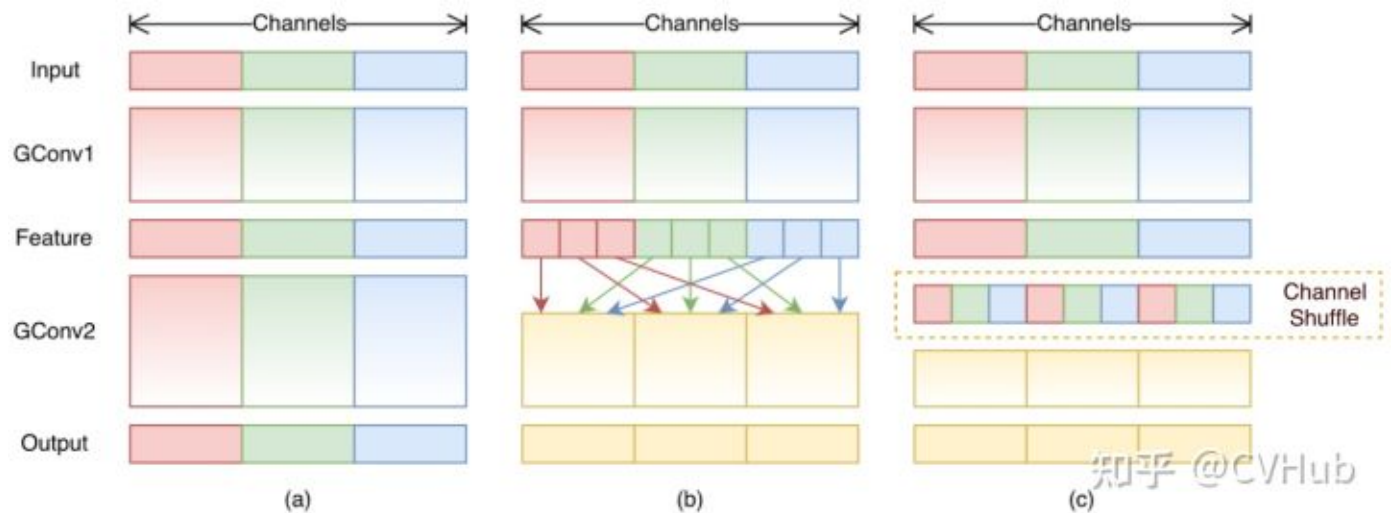 Channels
Channels
Channels
Input
GConv1
Feature
GConv2
Channel
Shuffle
Output
知乎 @CVHub
(a)
(b)
(c)